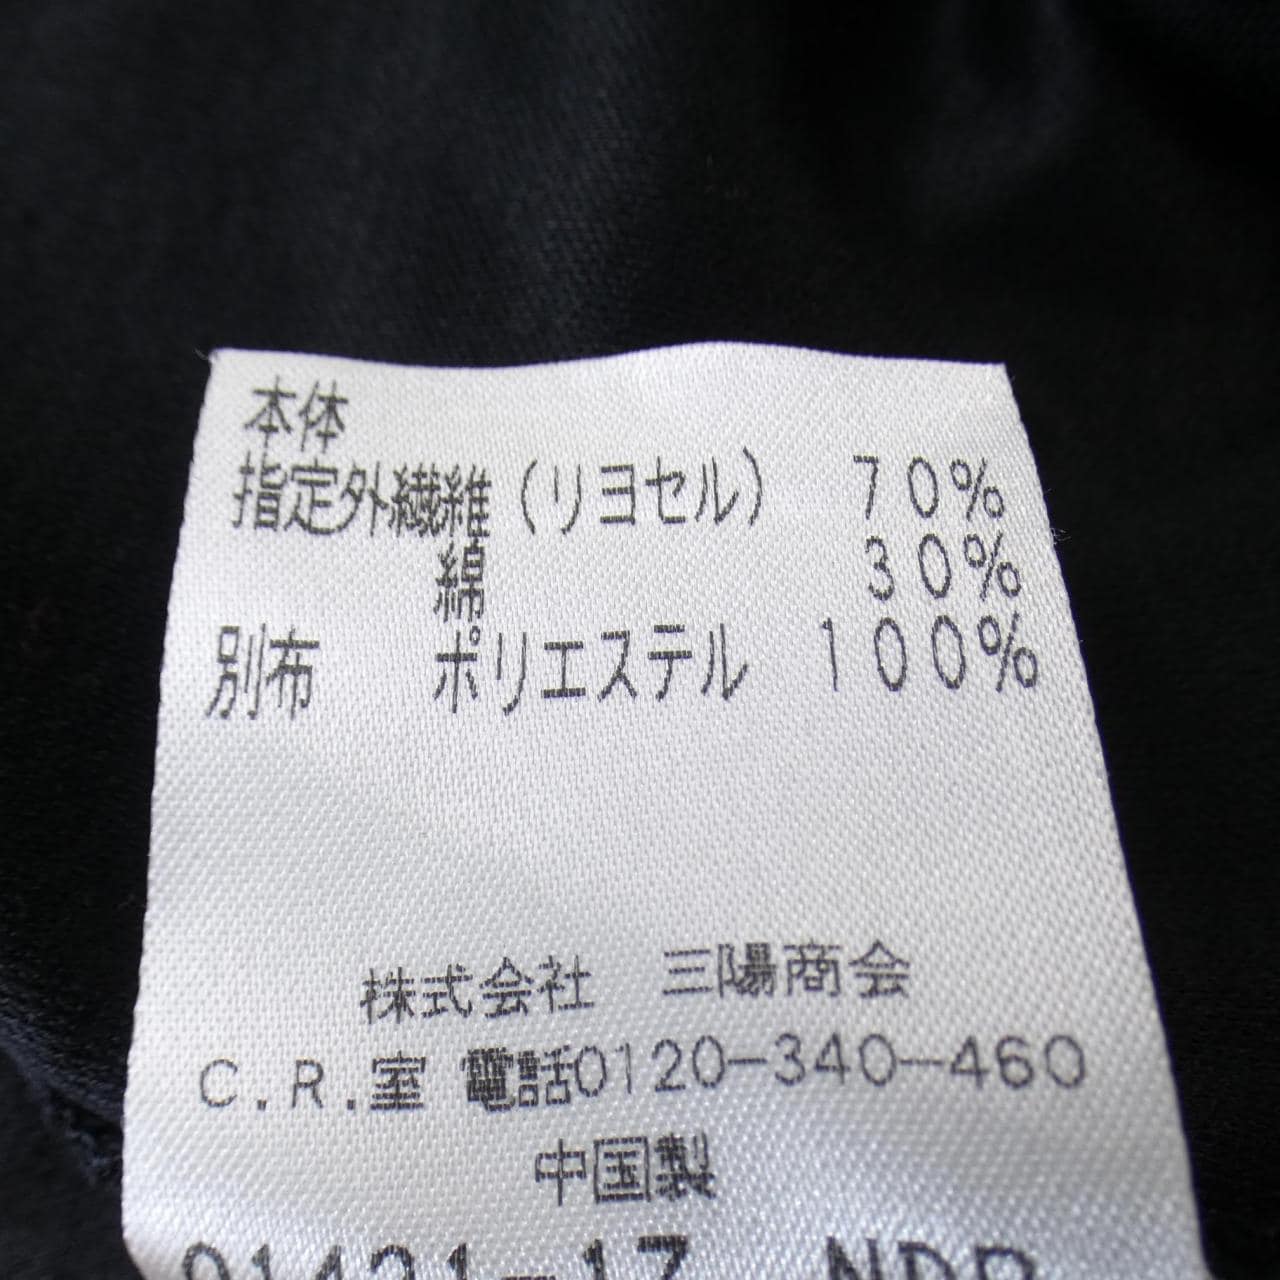 本体
指定外繊維（リヨセル） 70%
綿 30%
別布 ポリエステル 100%
株式会社 三陽商会
C.R.室 電話0120-340-460
中国製